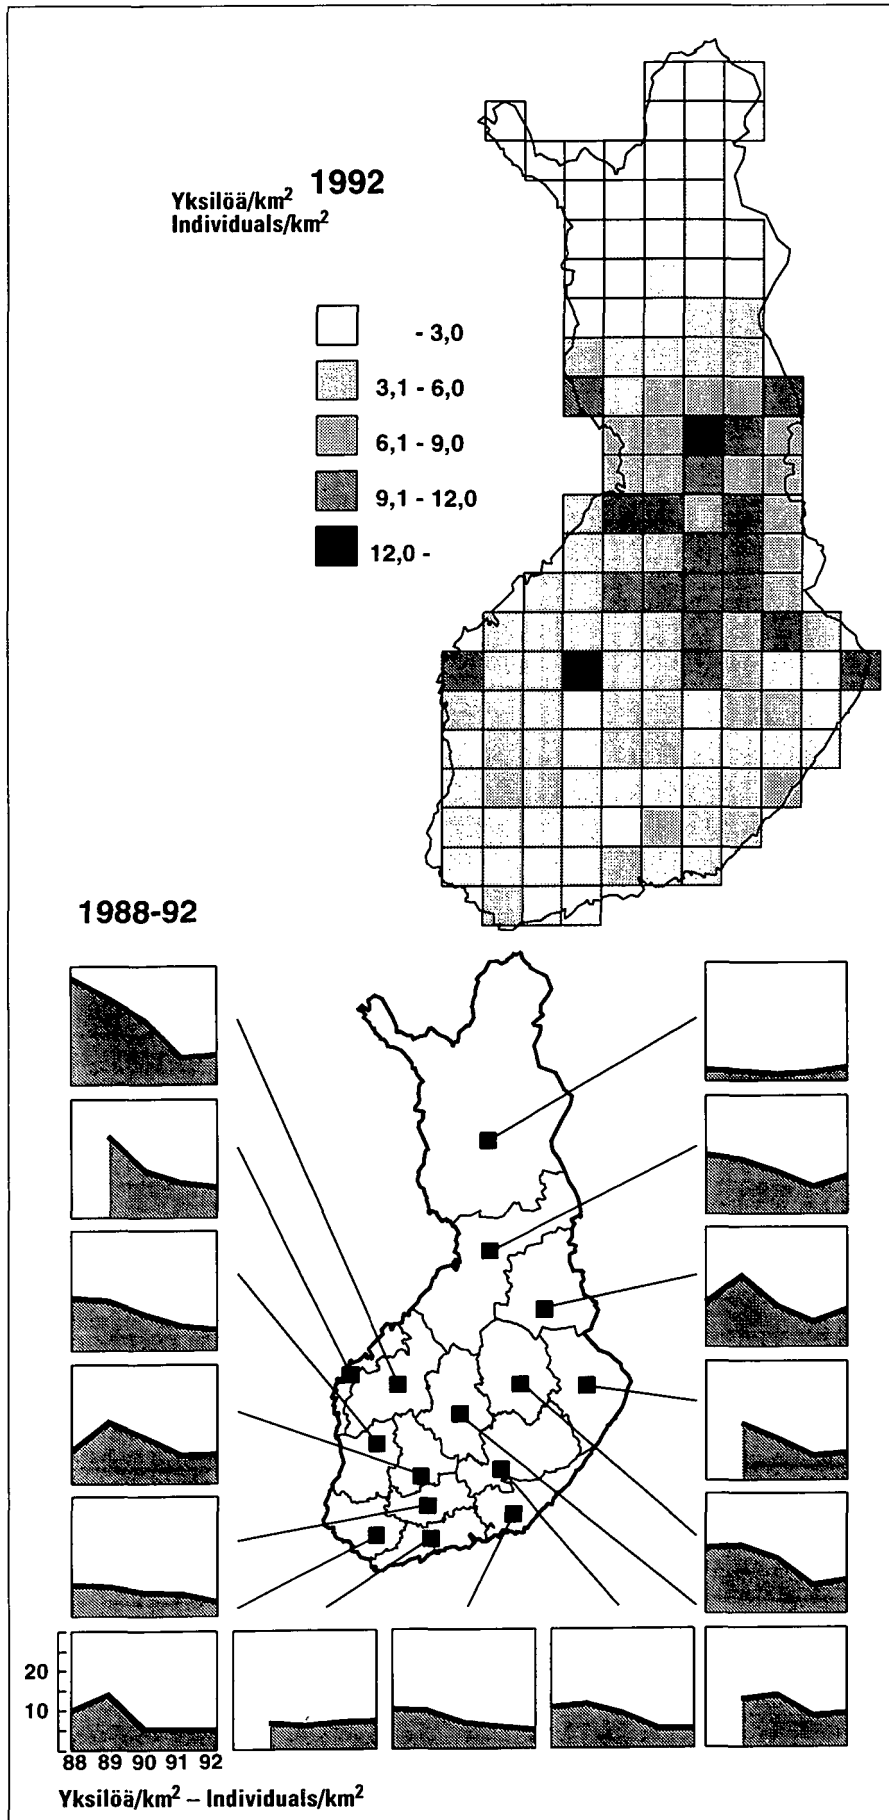 1992
Yksilöä/km²
Individuals/km²
- 3,0
3,1 - 6,0
6,1 - 9,0
9,1 - 12,0
12,0 -
1988-92
20
10
88 89 90 91 92
Yksilöä/km² – Individuals/km²